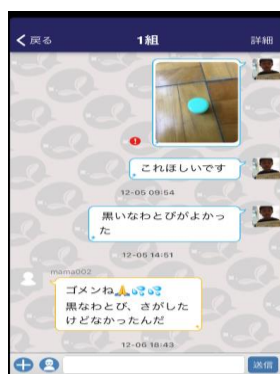 戻る 1組 詳細
これほしいです
12-05 09:54
黒いなわとびがよかっ
た
12-05 14:51
mama002
ゴメンね🙏💦💦
黒なわとび、さがした
けどなかったんだ
12-06 18:43
送信